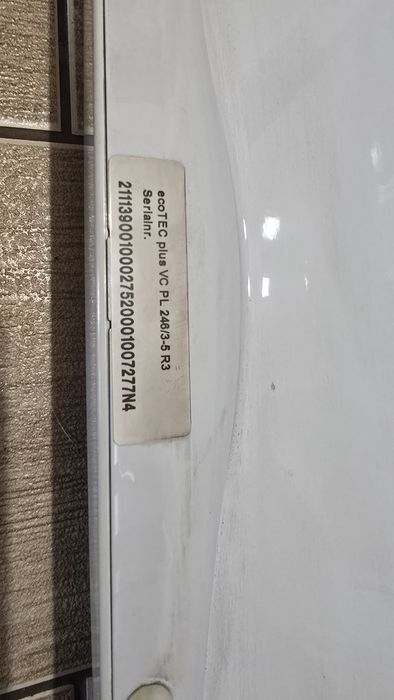 ecoTEC plus VC PL 246/3-5 R3
Serialnr.
21113900100027520001007277N4